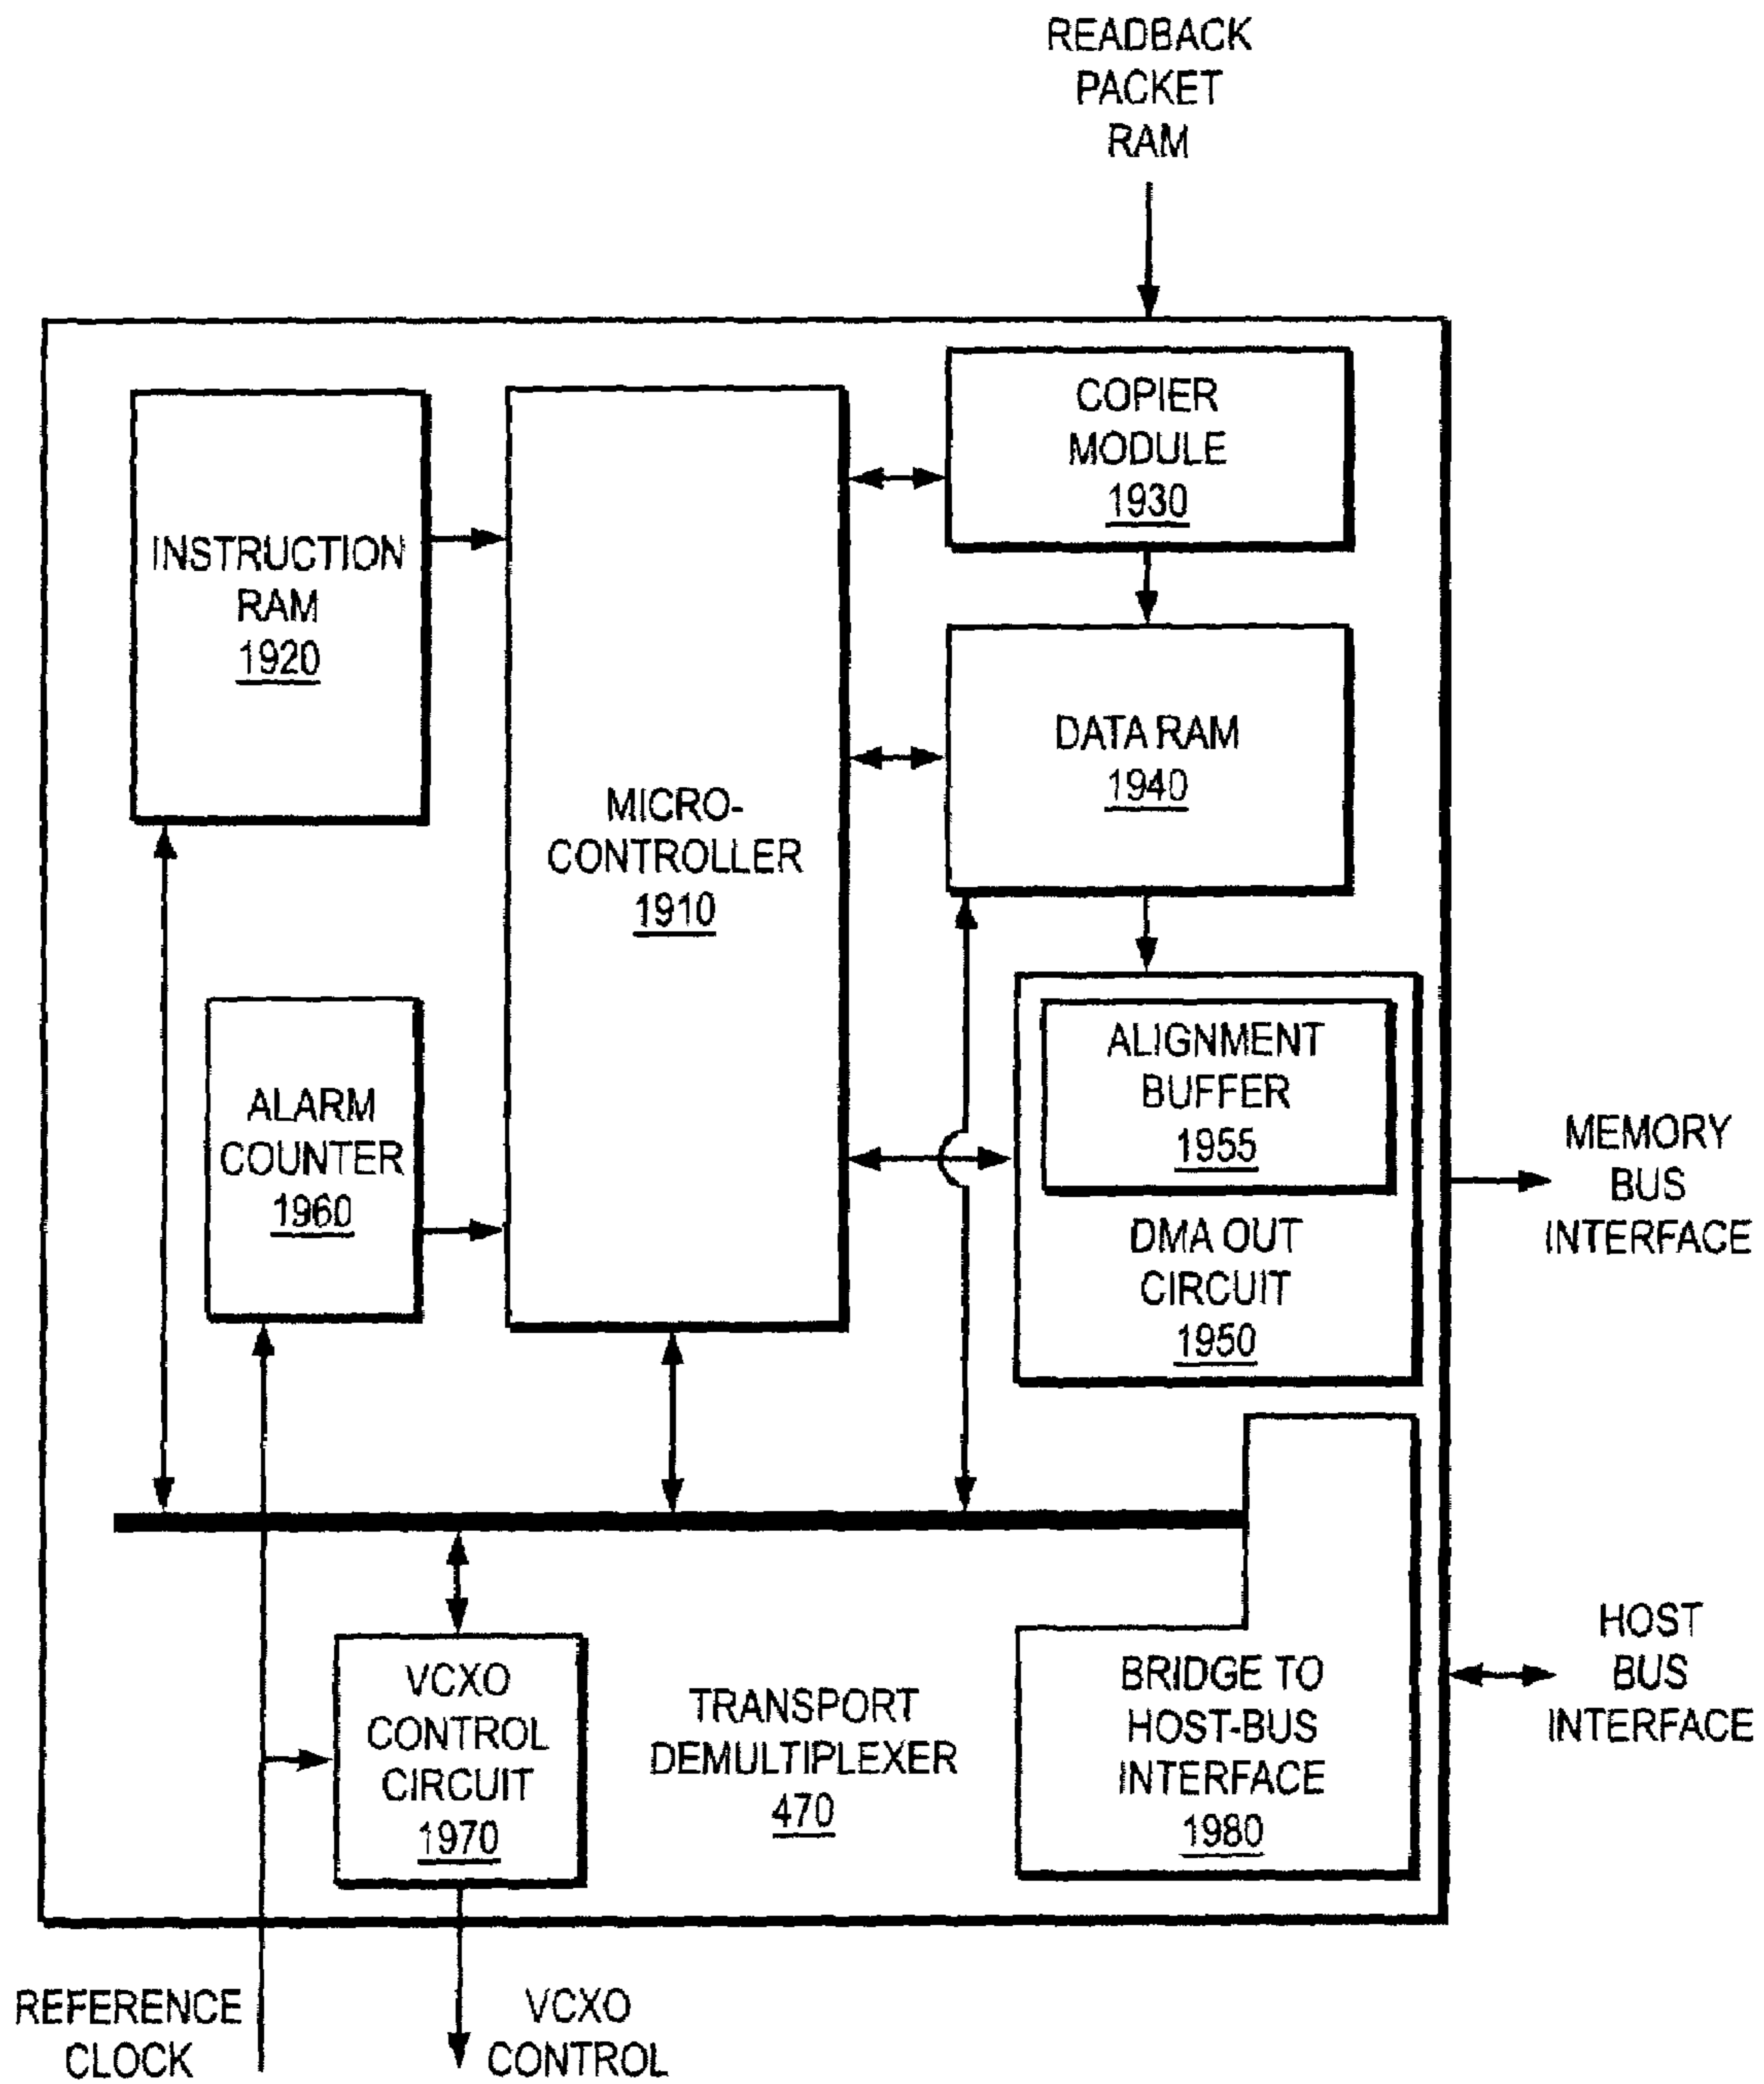 READBACK
PACKET
RAM
COPIER
MODULE
1930
INSTRUCTION
RAM
1920
DATA RAM
1940
MICRO-
CONTROLLER
1910
ALIGNMENT
BUFFER
1955
DMA OUT
CIRCUIT
1950
ALARM
COUNTER
1960
MEMORY
BUS
INTERFACE
VCXO
CONTROL
CIRCUIT
1970
TRANSPORT
DEMULTIPLEXER
470
BRIDGE TO
HOST-BUS
INTERFACE
1980
HOST
BUS
INTERFACE
REFERENCE
CLOCK
VCXO
CONTROL